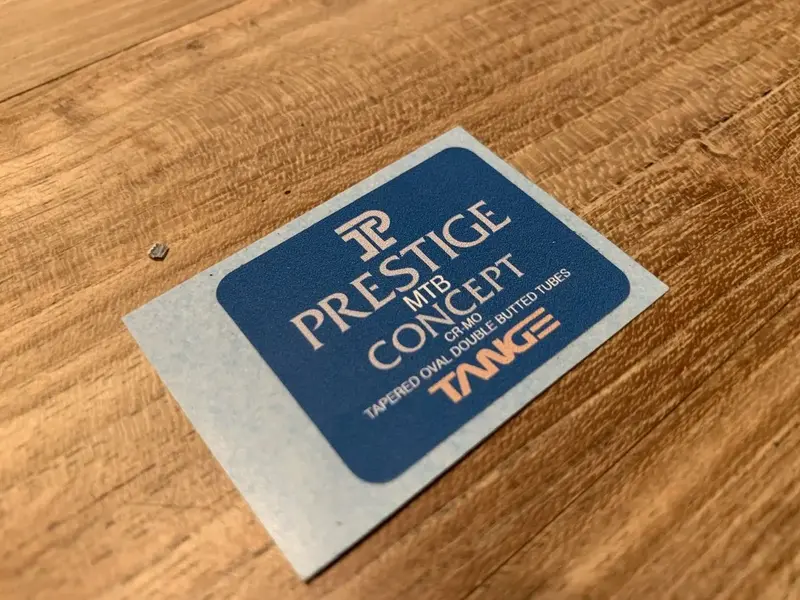 P
PRESTIGE
MTB
CONCEPT
CR-MO
TAPERED OVAL DOUBLE BUTTED TUBES
TANGE